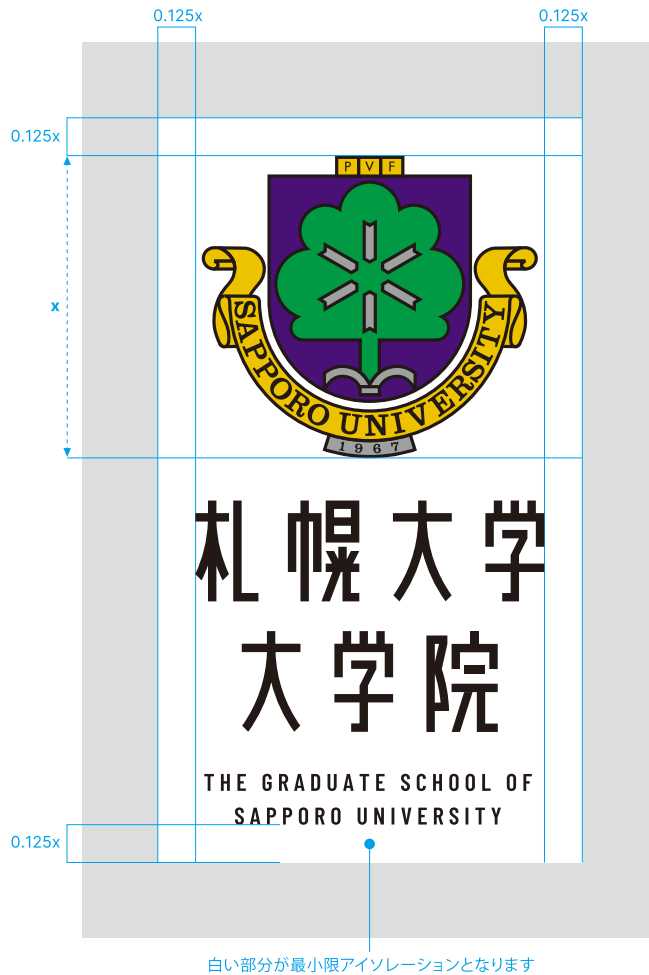 0.125x 0.125x
0.125x
P V F
x
SAPPORO UNIVERSITY
1967
札幌大学
大学院
THE GRADUATE SCHOOL OF
SAPPORO UNIVERSITY
0.125x
白い部分が最小限アイソレーションとなります